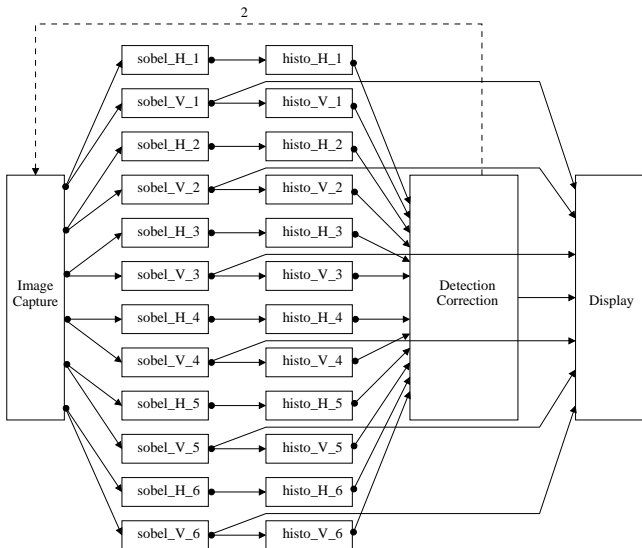 2
sobel_H_1
histo_H_1
sobel_V_1
histo_V_1
sobel_H_2
histo_H_2
sobel_V_2
histo_V_2
sobel_H_3
histo_H_3
sobel_V_3
histo_V_3
Image
Capture
Detection
Correction
Display
sobel_H_4
histo_H_4
sobel_V_4
histo_V_4
sobel_H_5
histo_H_5
sobel_V_5
histo_V_5
sobel_H_6
histo_H_6
sobel_V_6
histo_V_6